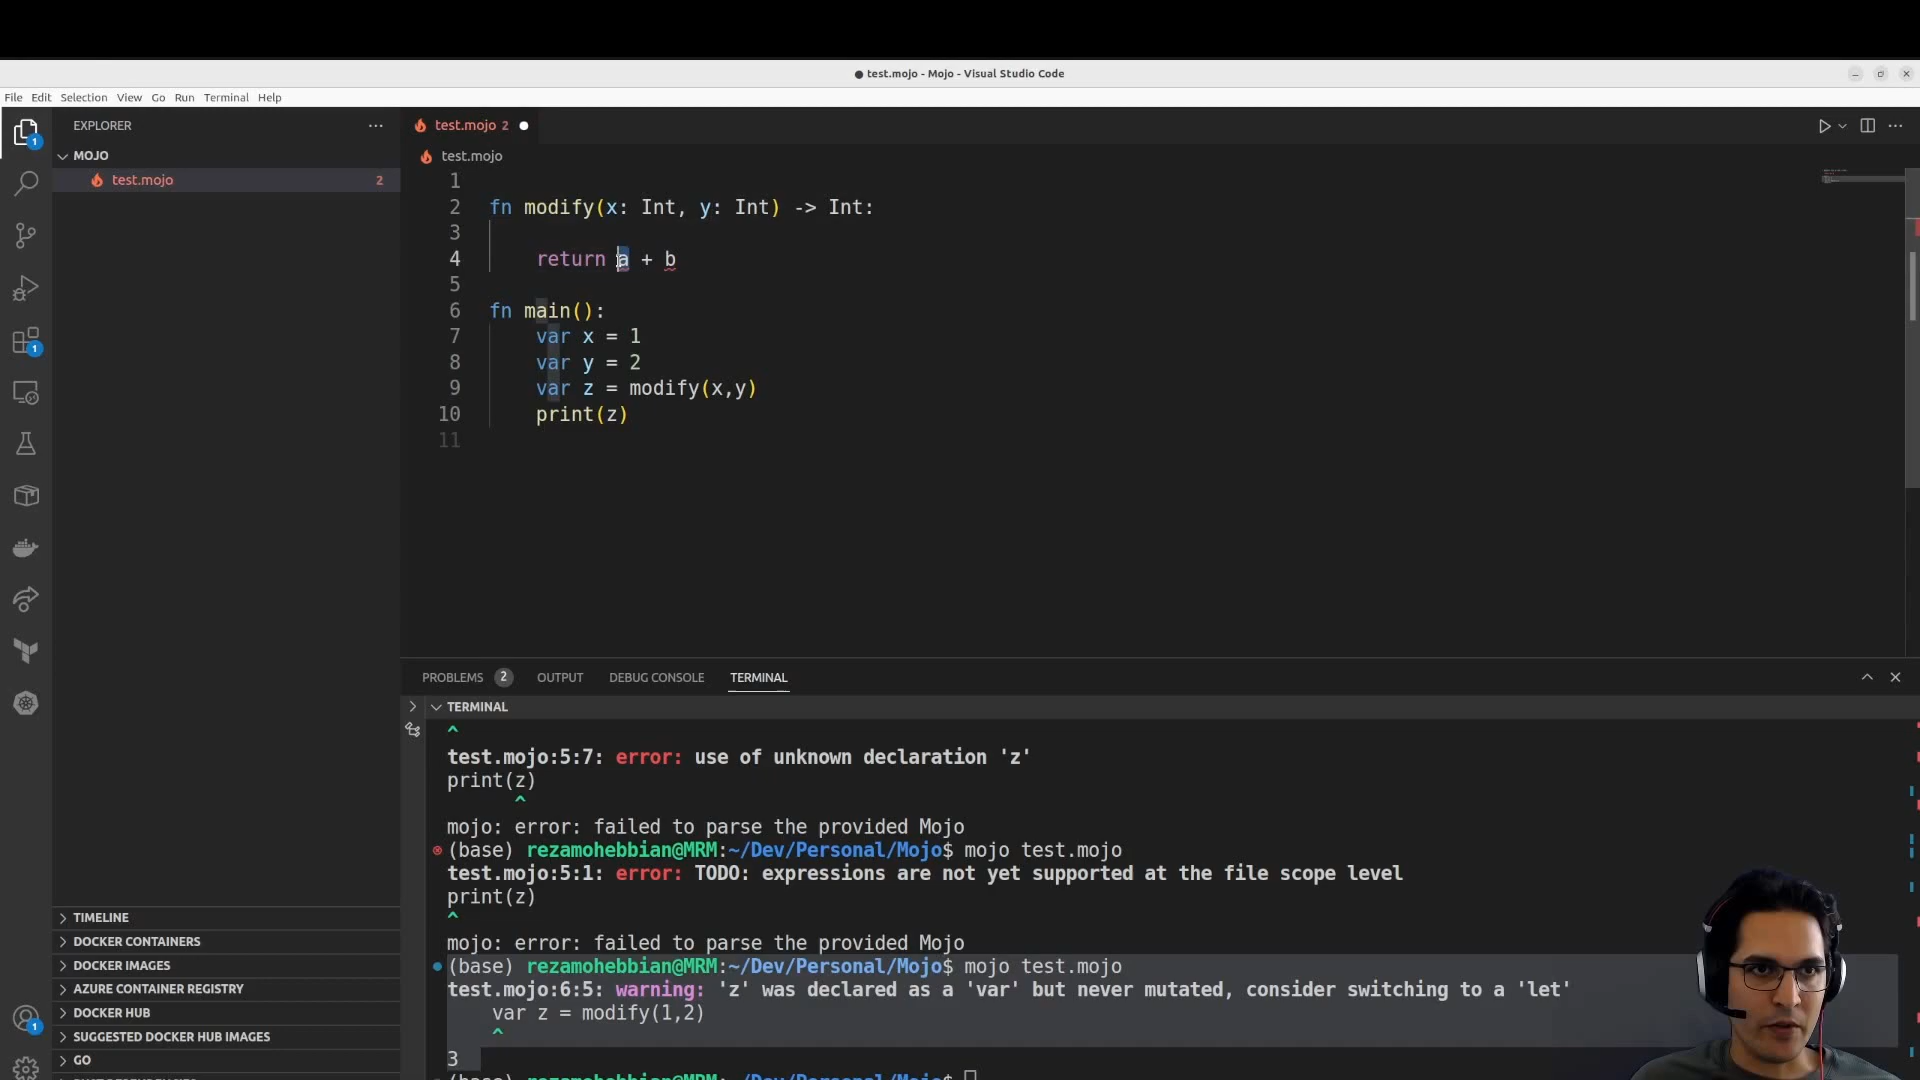 test.mojo - Mojo - Visual Studio Code
File Edit Selection View Go Run Terminal Help
EXPLORER
MOJO
test.mojo 2
TIMELINE
DOCKER CONTAINERS
DOCKER IMAGES
AZURE CONTAINER REGISTRY
DOCKER HUB
SUGGESTED DOCKER HUB IMAGES
GO
1
1
1
test.mojo 2
test.mojo
1
2 fn modify(x: Int, y: Int) -> Int:
3
4 return a + b
5
6 fn main():
7 var x = 1
8 var y = 2
9 var z = modify(x,y)
10 print(z)
11
PROBLEMS 2 OUTPUT DEBUG CONSOLE TERMINAL
TERMINAL
^
test.mojo:5:7: error: use of unknown declaration 'z'
print(z)
^
mojo: error: failed to parse the provided Mojo
(base) rezamohebbian@MRM:~/Dev/Personal/Mojo$ mojo test.mojo
test.mojo:5:1: error: TODO: expressions are not yet supported at the file scope level
print(z)
^
mojo: error: failed to parse the provided Mojo
(base) rezamohebbian@MRM:~/Dev/Personal/Mojo$ mojo test.mojo
test.mojo:6:5: warning: 'z' was declared as a 'var' but never mutated, consider switching to a 'let'
var z = modify(1,2)
^
3
(base) rezamohebbian@MRM:~/Dev/Personal/Mojo$